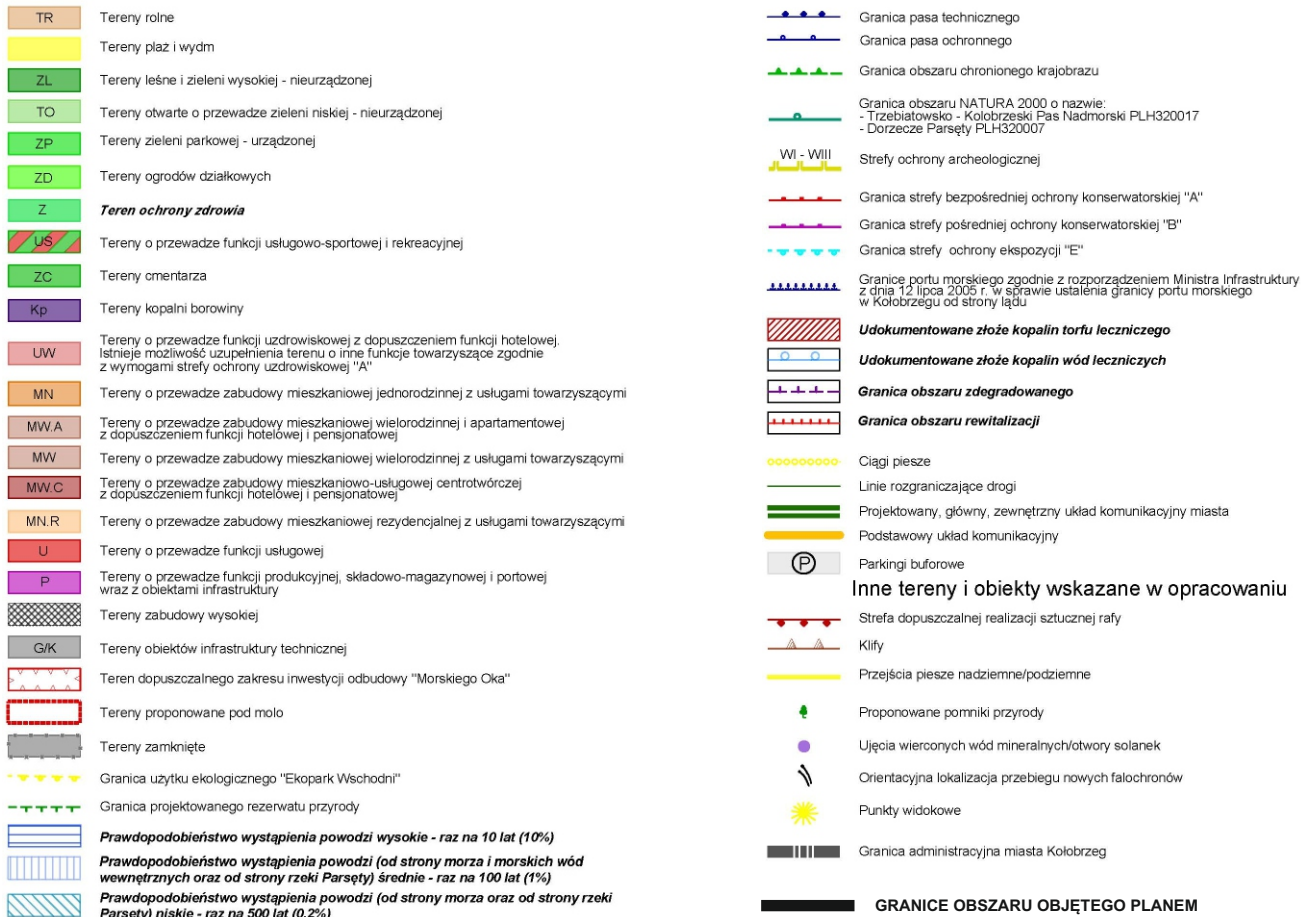 TR Tereny rolne
Tereny plaż i wydm
ZL Tereny leśne i zieleni wysokiej - nieurządzonej
TO Tereny otwarte o przewadze zieleni niskiej - nieurządzonej
ZP Tereny zieleni parkowej - urządzonej
ZD Tereny ogrodów działkowych
Z Teren ochrony zdrowia
US Tereny o przewadze funkcji usługowo-sportowej i rekreacyjnej
ZC Tereny cmentarza
Kp Tereny kopalni borowiny
Tereny o przewadze funkcji uzdrowiskowej z dopuszczeniem funkcji hotelowej.
UW Istnieje możliwość uzupełnienia terenu o inne funkcje towarzyszące zgodnie
z wymogami strefy ochrony uzdrowiskowej "A"
MN Tereny o przewadze zabudowy mieszkaniowej jednorodzinnej z usługami towarzyszącymi
MW.A Tereny o przewadze zabudowy mieszkaniowej wielorodzinnej i apartamentowej
z dopuszczeniem funkcji hotelowej i pensjonatowej
MW Tereny o przewadze zabudowy mieszkaniowej wielorodzinnej z usługami towarzyszącymi
MW.C Tereny o przewadze zabudowy mieszkaniowo-usługowej centrotwórczej
z dopuszczeniem funkcji hotelowej i pensjonatowej
MN.R Tereny o przewadze zabudowy mieszkaniowej rezydencjalnej z usługami towarzyszącymi
U Tereny o przewadze funkcji usługowej
P Tereny o przewadze funkcji produkcyjnej, składowo-magazynowej i portowej
wraz z obiektami infrastruktury
Tereny zabudowy wysokiej
G/K Tereny obiektów infrastruktury technicznej
Teren dopuszczalnego zakresu inwestycji odbudowy "Morskiego Oka"
Tereny proponowane pod molo
Tereny zamknięte
Granica użytku ekologicznego "Ekopark Wschodni"
Granica projektowanego rezerwatu przyrody
Prawdopodobieństwo wystąpienia powodzi wysokie - raz na 10 lat (10%)
Prawdopodobieństwo wystąpienia powodzi (od strony morza i morskich wód
wewnętrznych oraz od strony rzeki Parsęty) średnie - raz na 100 lat (1%)
Prawdopodobieństwo wystąpienia powodzi (od strony morza oraz od strony rzeki
Parsęty) niskie - raz na 500 lat (0,2%)
Granica pasa technicznego
Granica pasa ochronnego
Granica obszaru chronionego krajobrazu
Granica obszaru NATURA 2000 o nazwie:
- Trzebiatowsko - Kolobrzeski Pas Nadmorski PLH320017
- Dorzecze Parsęty PLH320007
WI - WIII Strefy ochrony archeologicznej
Granica strefy bezpośredniej ochrony konserwatorskiej "A"
Granica strefy pośredniej ochrony konserwatorskiej "B"
Granica strefy ochrony ekspozycji "E"
Granice portu morskiego zgodnie z rozporządzeniem Ministra Infrastruktury
z dnia 12 lipca 2005 r. w sprawie ustalenia granicy portu morskiego
w Kołobrzegu od strony lądu
Udokumentowane złoże kopalin torfu leczniczego
Udokumentowane złoże kopalin wód leczniczych
Granica obszaru zdegradowanego
Granica obszaru rewitalizacji
Ciągi piesze
Linie rozgraniczające drogi
Projektowany, główny, zewnętrzny układ komunikacyjny miasta
Podstawowy układ komunikacyjny
P Parkingi buforowe
Inne tereny i obiekty wskazane w opracowaniu
Strefa dopuszczalnej realizacji sztucznej rafy
Klify
Przejścia piesze nadziemne/podziemne
Proponowane pomniki przyrody
Ujęcia wierconych wód mineralnych/otwory solanek
Orientacyjna lokalizacja przebiegu nowych falochronów
Punkty widokowe
Granica administracyjna miasta Kołobrzeg
GRANICE OBSZARU OBJĘTEGO PLANEM